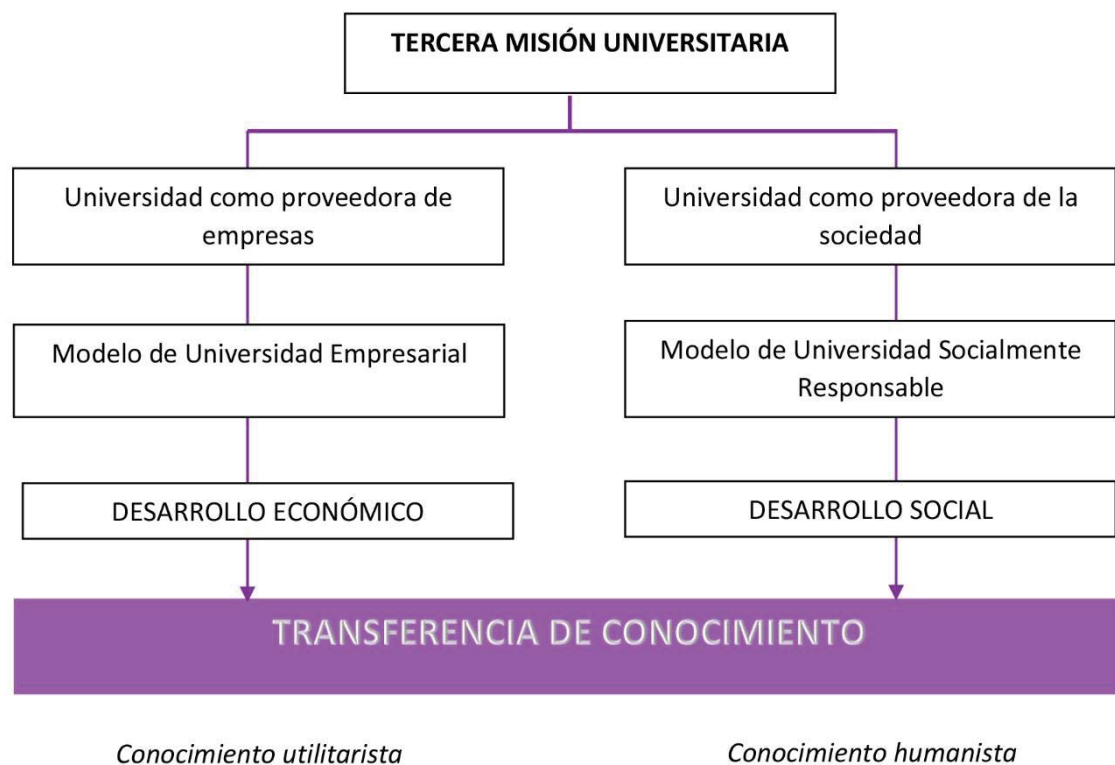 TERCERA MISIÓN UNIVERSITARIA
Universidad como proveedora de
empresas
Universidad como proveedora de la
sociedad
Modelo de Universidad Empresarial
Modelo de Universidad Socialmente
Responsable
DESARROLLO ECONÓMICO
DESARROLLO SOCIAL
TRANSFERENCIA DE CONOCIMIENTO
Conocimiento utilitarista
Conocimiento humanista